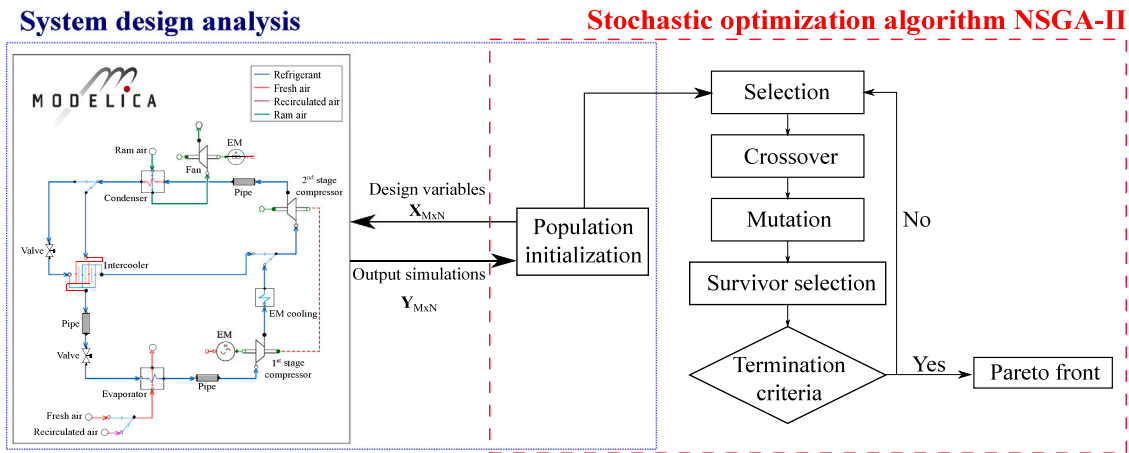 System design analysis
Stochastic optimization algorithm NSGA-II
MODELICA
Refrigerant
Fresh air
Recirculated air
Ram air
Ram air
EM
Fan
Condenser
Pipe
2nd stage
compressor
Valve
Intercooler
Pipe
EM cooling
Valve
EM
1st stage
compressor
Evaporator
Pipe
Fresh air
Recirculated air
Design variables
XMxN
Output simulations
YMxN
Population
initialization
Selection
Crossover
Mutation
No
Survivor selection
Termination
criteria
Yes
Pareto front